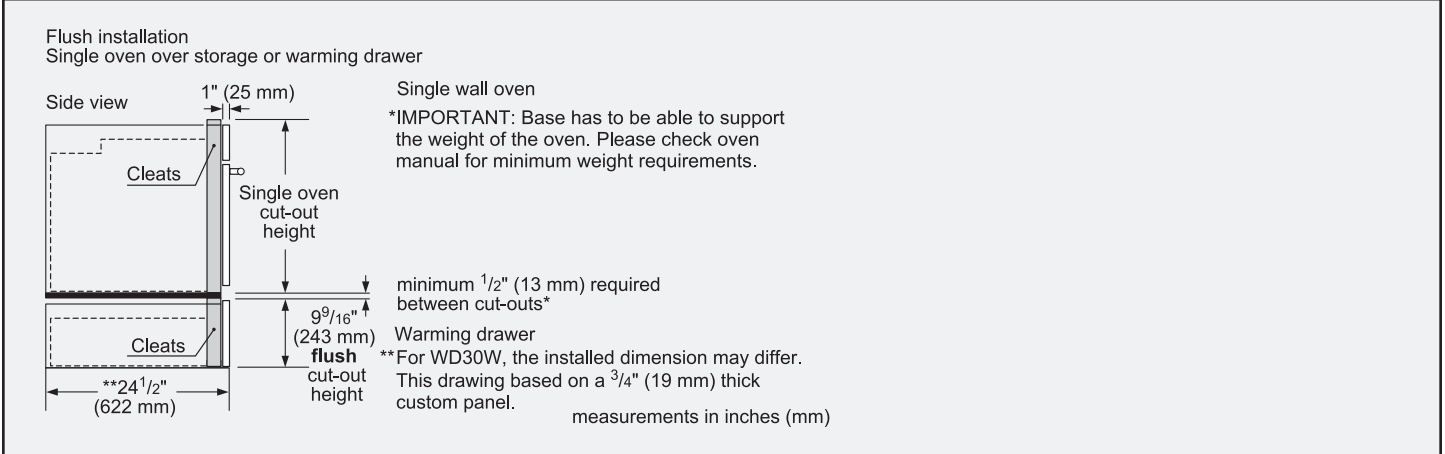 Flush installation
Single oven over storage or warming drawer
Side view
1" (25 mm)
Cleats
Single oven
cut-out
height
Single wall oven
*IMPORTANT: Base has to be able to support
the weight of the oven. Please check oven
manual for minimum weight requirements.
minimum 1/2" (13 mm) required
between cut-outs*
Cleats
9 9/16"
(243 mm)
flush
cut-out
height
**24 1/2"
(622 mm)
Warming drawer
**For WD30W, the installed dimension may differ.
This drawing based on a 3/4" (19 mm) thick
custom panel.
measurements in inches (mm)